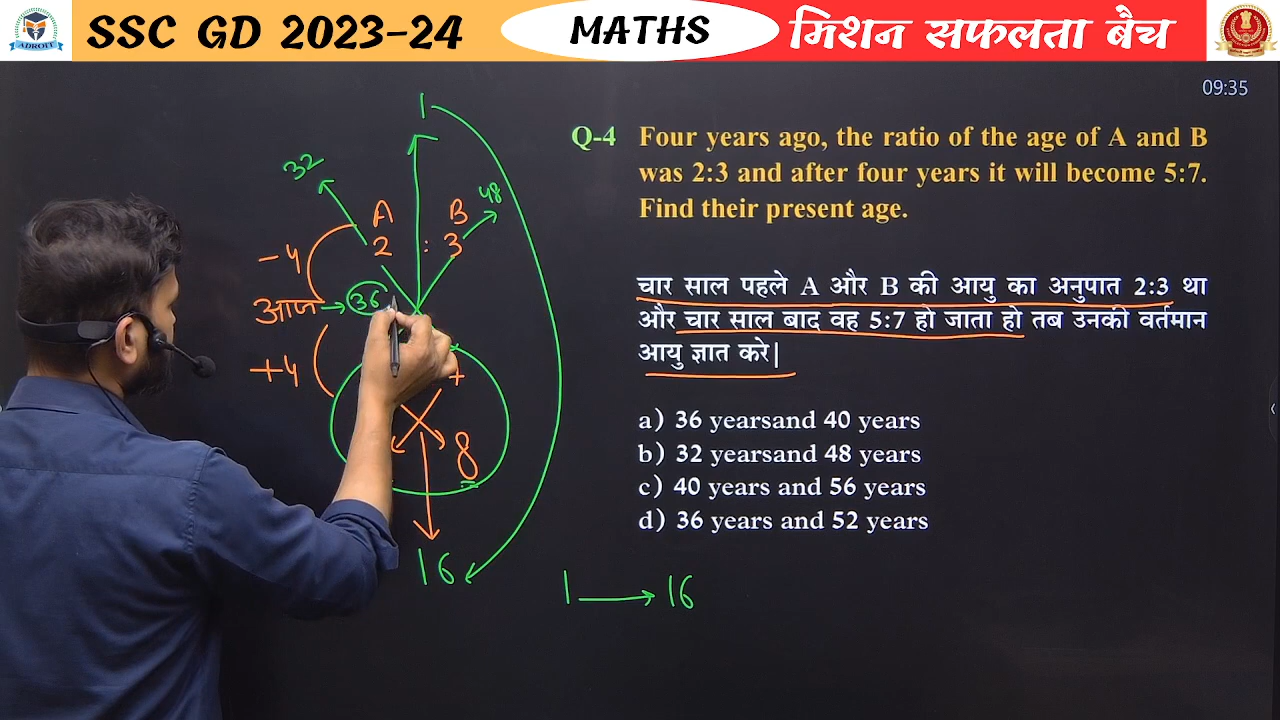 SSC GD 2023-24
MATHS
मिशन सफलता बैच
ADROIT
09:35
Q-4 Four years ago, the ratio of the age of A and B
was 2:3 and after four years it will become 5:7.
Find their present age.
चार साल पहले A और B की आयु का अनुपात 2:3 था
और चार साल बाद वह 5:7 हो जाता हो तब उनकी वर्तमान
आयु ज्ञात करे|
a) 36 yearsand 40 years
b) 32 yearsand 48 years
c) 40 years and 56 years
d) 36 years and 52 years
1
32
48
A B
2 : 3
-4
आज → 36
+4
8
16
1 → 16